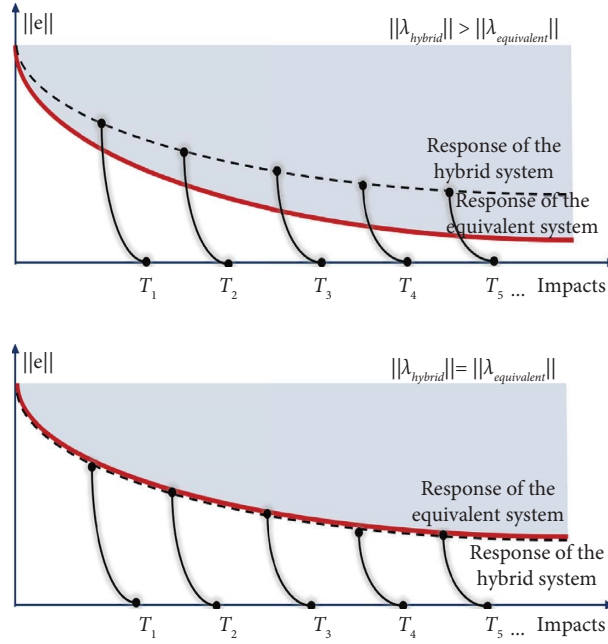 ||e||
||λhybrid|| > ||λequivalent||
Response of the
hybrid system
Response of the
equivalent system
T1 T2 T3 T4 T5 ... Impacts
||e||
||λhybrid|| = ||λequivalent||
Response of the
equivalent system
Response of the
hybrid system
T1 T2 T3 T4 T5 ... Impacts